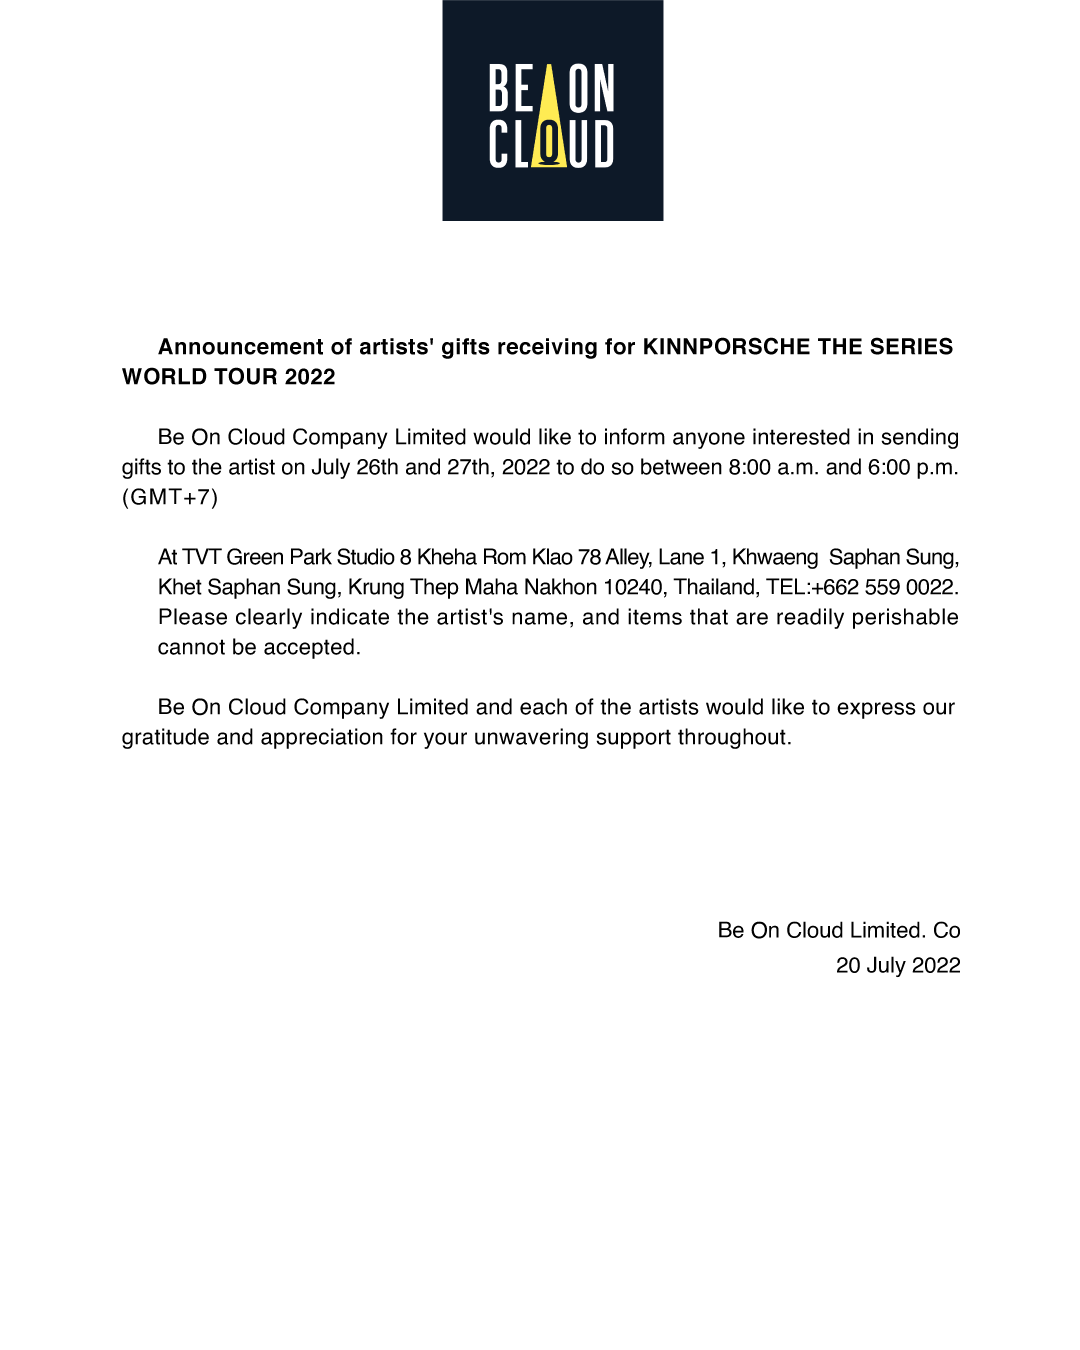 BE ON
CLOUD
Announcement of artists' gifts receiving for KINNPORSCHE THE SERIES
WORLD TOUR 2022
Be On Cloud Company Limited would like to inform anyone interested in sending
gifts to the artist on July 26th and 27th, 2022 to do so between 8:00 a.m. and 6:00 p.m.
(GMT+7)
At TVT Green Park Studio 8 Kheha Rom Klao 78 Alley, Lane 1, Khwaeng Saphan Sung,
Khet Saphan Sung, Krung Thep Maha Nakhon 10240, Thailand, TEL:+662 559 0022.
Please clearly indicate the artist's name, and items that are readily perishable
cannot be accepted.
Be On Cloud Company Limited and each of the artists would like to express our
gratitude and appreciation for your unwavering support throughout.
Be On Cloud Limited. Co
20 July 2022